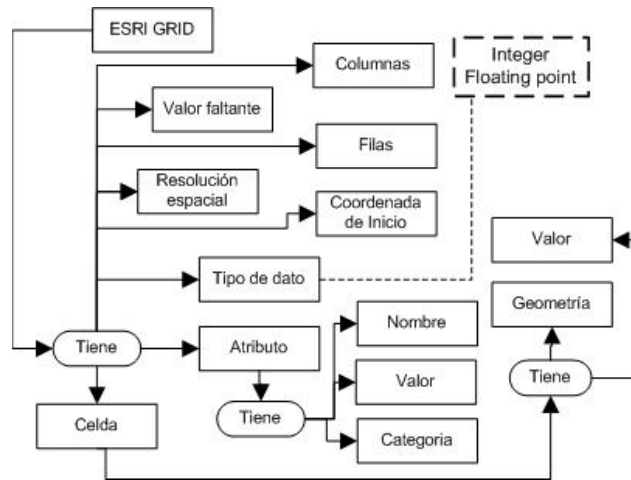 ESRI GRID
Columnas
Integer
Floating point
Valor faltante
Filas
Resolución
espacial
Coordenada
de Inicio
Valor
Tipo de dato
Geometría
Nombre
Tiene
Atributo
Valor
Tiene
Tiene
Celda
Categoria